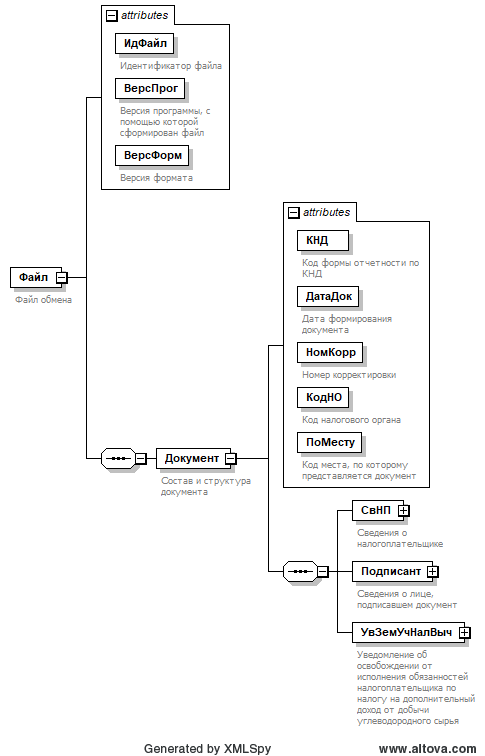 attributes
ИдФайл
Идентификатор файла
ВерсПрог
Версия программы, с
помощью которой
сформирован файл
ВерсФорм
Версия формата
Файл
Файл обмена
Документ
Состав и структура
документа
attributes
КНД
Код формы отчетности по
КНД
ДатаДок
Дата формирования
документа
НомКорр
Номер корректировки
КодНО
Код налогового органа
ПоМесту
Код места, по которому
представляется документ
СвНП
Сведения о
налогоплательщике
Подписант
Сведения о лице,
подписавшем документ
УвЗемУчНалВыч
Уведомление об
освобождении от
исполнения обязанностей
налогоплательщика по
налогу на дополнительный
доход от добычи
углеводородного сырья
Generated by XMLSpy
www.altova.com